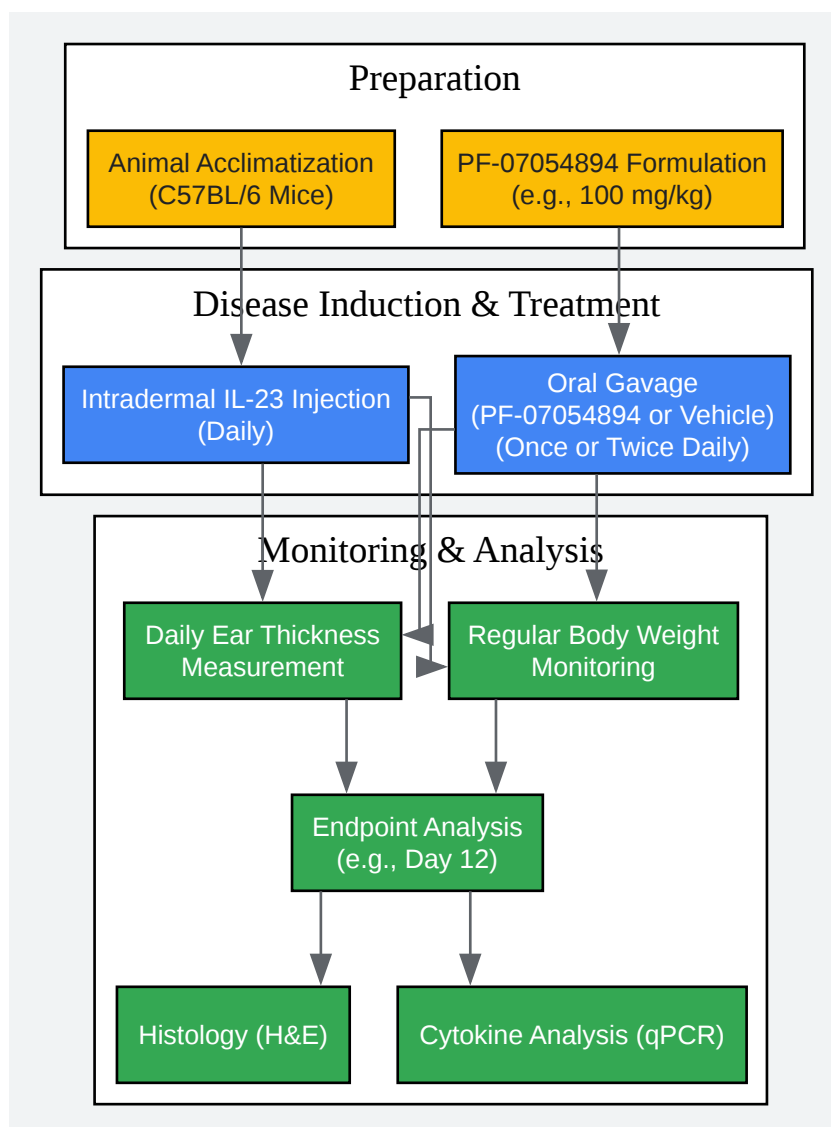 Preparation
Animal Acclimatization
(C57BL/6 Mice)
PF-07054894 Formulation
(e.g., 100 mg/kg)
Disease Induction & Treatment
Intradermal IL-23 Injection
(Daily)
Oral Gavage
(PF-07054894 or Vehicle)
(Once or Twice Daily)
Monitoring & Analysis
Daily Ear Thickness
Measurement
Regular Body Weight
Monitoring
Endpoint Analysis
(e.g., Day 12)
Histology (H&E)
Cytokine Analysis (qPCR)